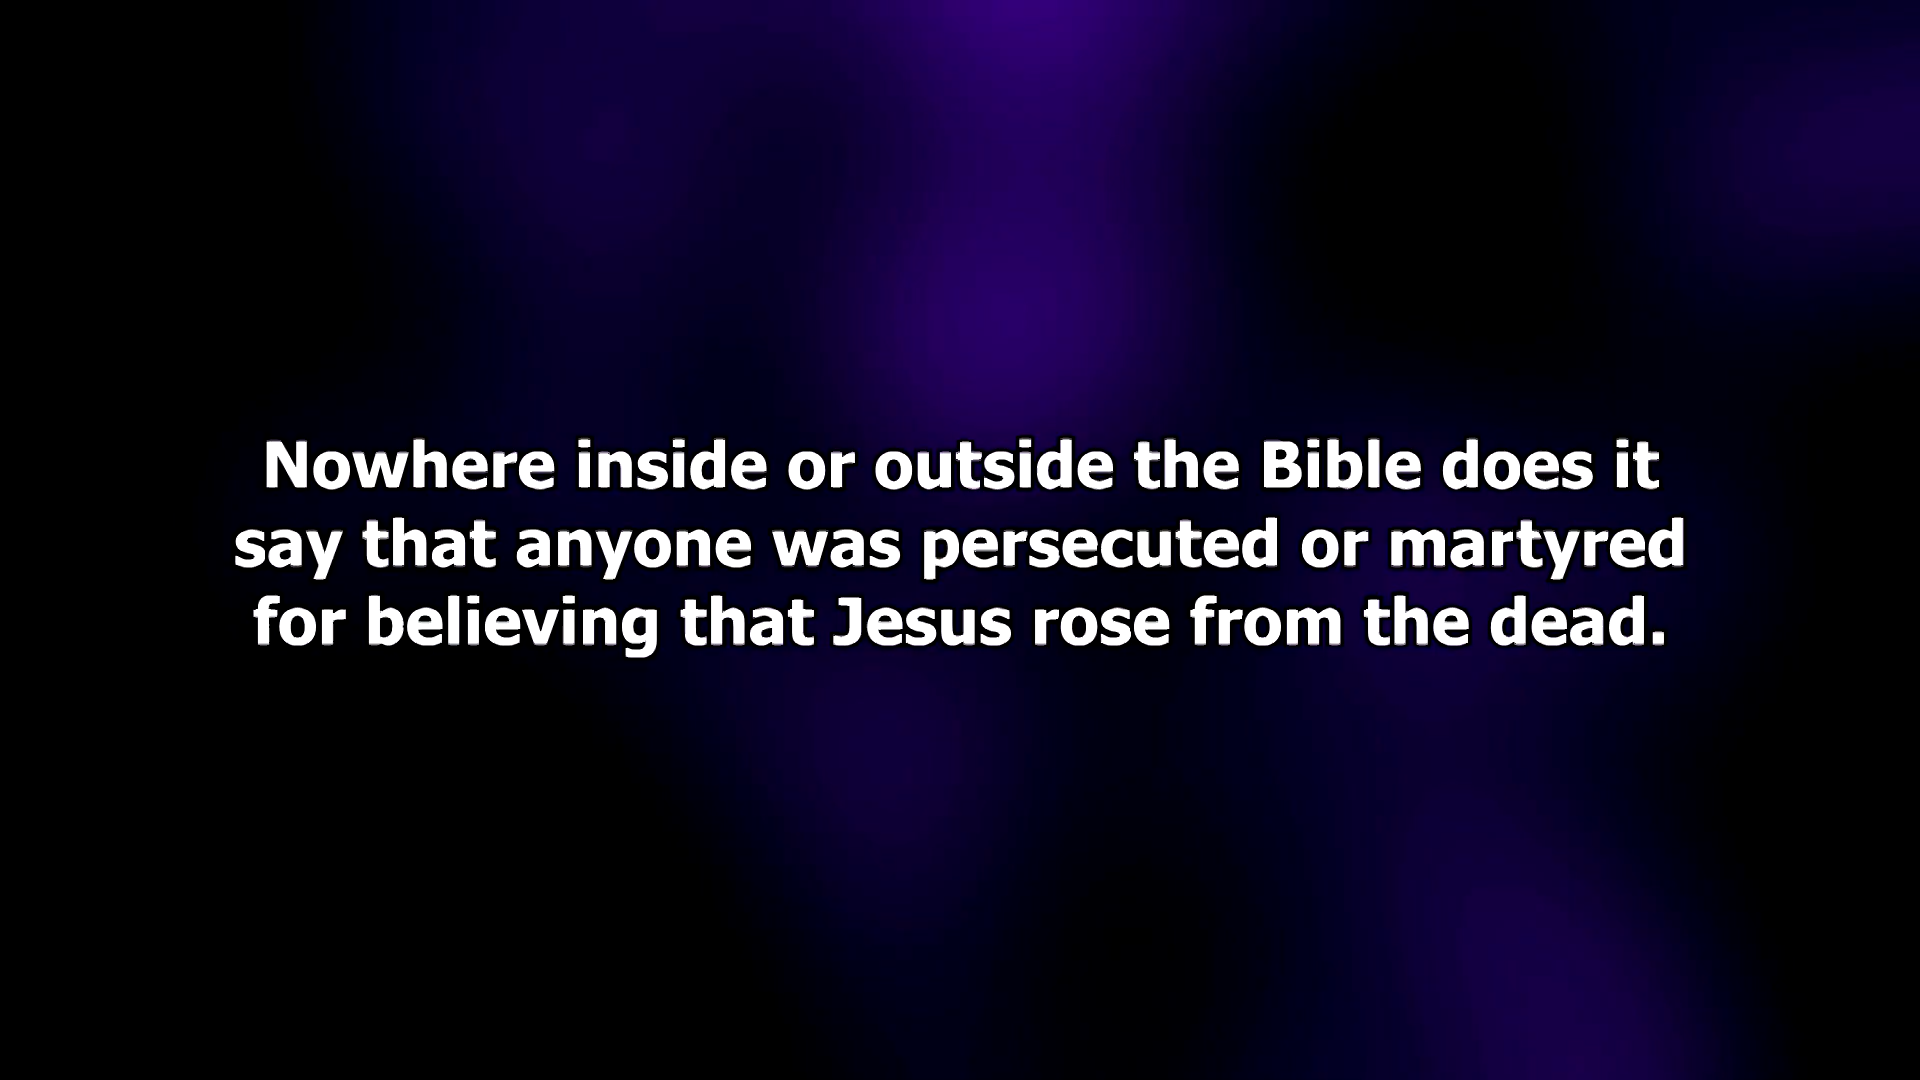 Nowhere inside or outside the Bible does it
say that anyone was persecuted or martyred
for believing that Jesus rose from the dead.